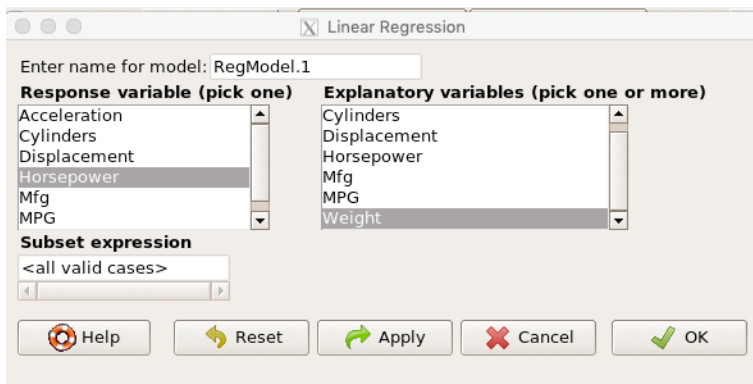 Linear Regression
Enter name for model: RegModel.1
Response variable (pick one) Explanatory variables (pick one or more)
Acceleration
Cylinders
Displacement
Horsepower
Mfg
MPG
Cylinders
Displacement
Horsepower
Mfg
MPG
Weight
Subset expression
<all valid cases>
Help Reset Apply Cancel OK